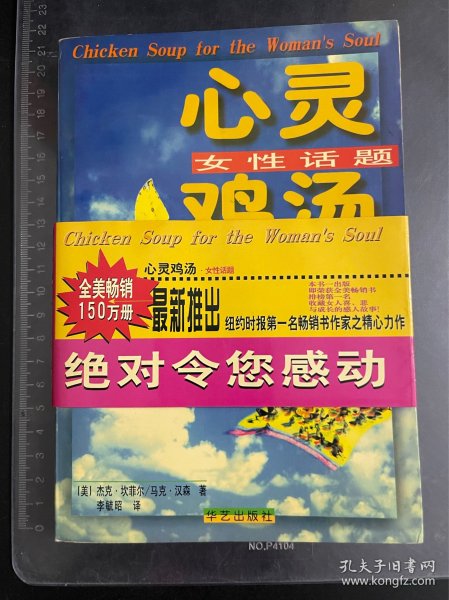 Chicken Soup for the Woman's Soul
心灵
女性话题
鸡汤
Chicken Soup for the Woman's Soul
心灵鸡汤·女性话题
全美畅销
150万册
最新推出
本书一出版
即荣获全美畅销书
排榜第一名
收藏女人喜、悲
与成长的感人故事!
纽约时报第一名畅销书作家之精心力作
绝对令您感动
[美] 杰克·坎菲尔/马克·汉森 著
李毓昭 译
华艺出版社
NO.P4104
孔夫子旧书网
www.kongfz.com